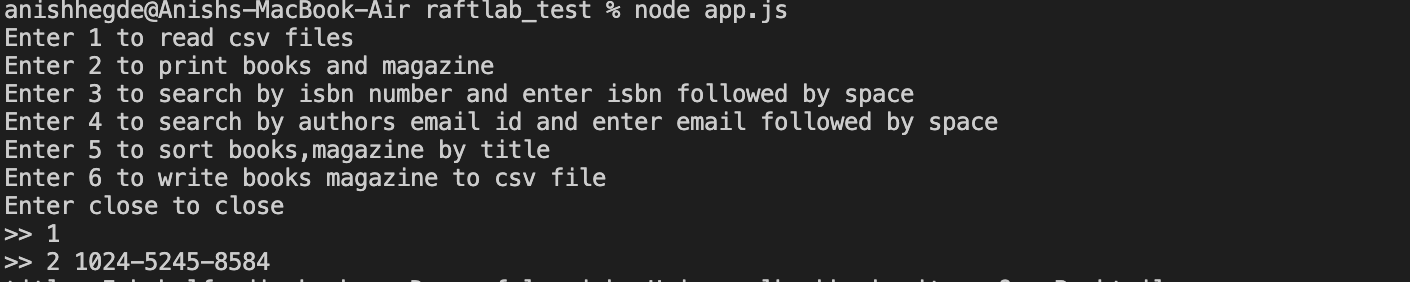 anishhegde@Anishs-MacBook-Air raftlab_test % node app.js
Enter 1 to read csv files
Enter 2 to print books and magazine
Enter 3 to search by isbn number and enter isbn followed by space
Enter 4 to search by authors email id and enter email followed by space
Enter 5 to sort books,magazine by title
Enter 6 to write books magazine to csv file
Enter close to close
>> 1
>> 2 1024-5245-8584